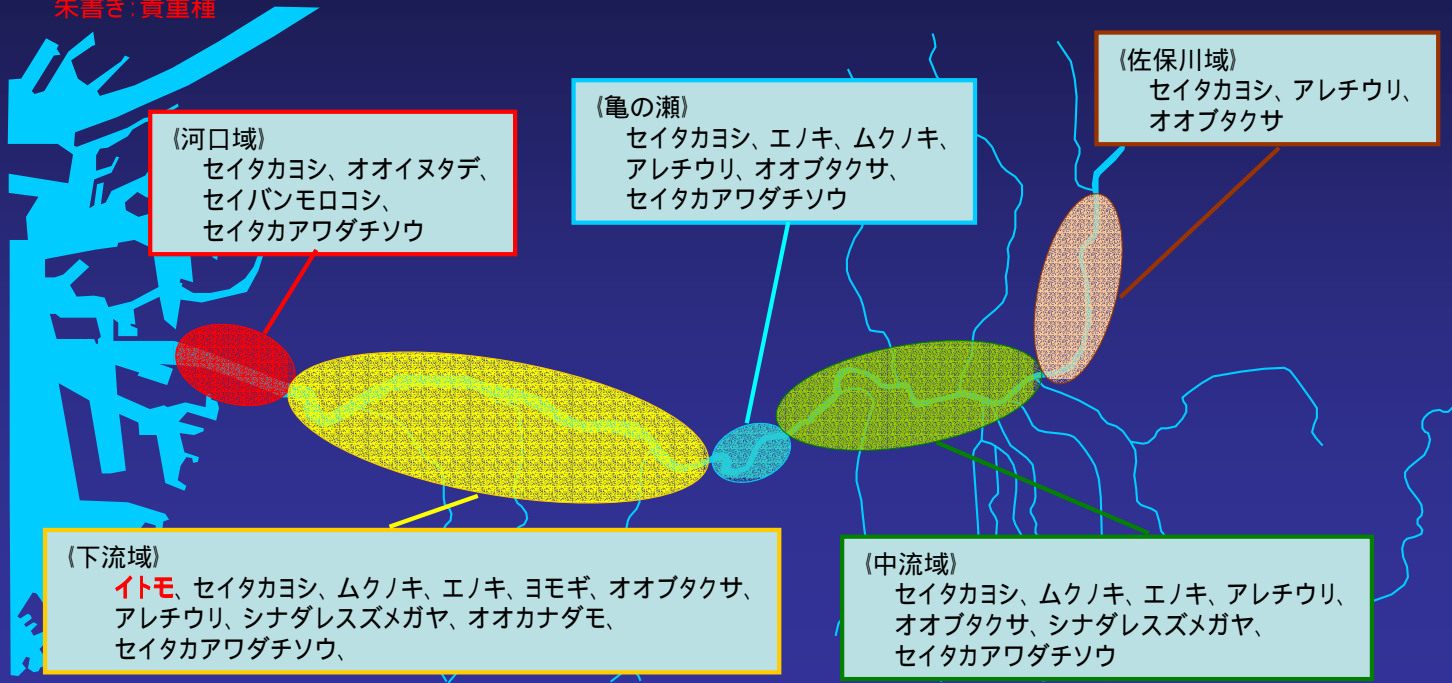 朱書き:貴重種
《佐保川域》
セイタカヨシ、アレチウリ、
オオブタクサ
《亀の瀬》
セイタカヨシ、エノキ、ムクノキ、
アレチウリ、オオブタクサ、
セイタカアワダチソウ
《河口域》
セイタカヨシ、オオイヌタデ、
セイバンモロコシ、
セイタカアワダチソウ
《下流域》
イトモ、セイタカヨシ、ムクノキ、エノキ、ヨモギ、オオブタクサ、
アレチウリ、シナダレスズメガヤ、オオカナダモ、
セイタカアワダチソウ、
《中流域》
セイタカヨシ、ムクノキ、エノキ、アレチウリ、
オオブタクサ、シナダレスズメガヤ、
セイタカアワダチソウ